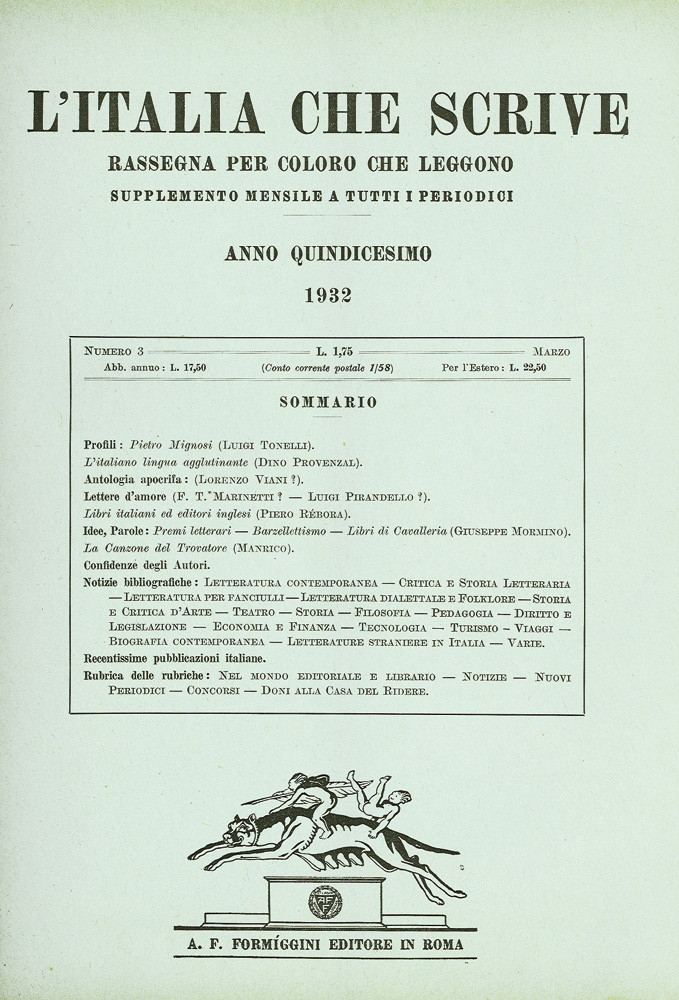 L'ITALIA CHE SCRIVE
RASSEGNA PER COLORO CHE LEGGONO
SUPPLEMENTO MENSILE A TUTTI I PERIODICI
ANNO QUINDICESIMO
1932
NUMERO 3 L. 1,75 MARZO
Abb. annuo: L. 17,50 (Conto corrente postale 1/58) Per l'Estero: L. 22,50
SOMMARIO
Profili: Pietro Mignosi (LUIGI TONELLI).
L'italiano lingua agglutinante (DINO PROVENZAL).
Antologia apocrifa: (LORENZO VIANI ?).
Lettere d'amore (F. T. MARINETTI ? — LUIGI PIRANDELLO ?).
Libri italiani ed editori inglesi (PIERO RÉBORA).
Idee, Parole: Premi letterari — Barzellettismo — Libri di Cavalleria (GIUSEPPE MORMINO).
La Canzone del Trovatore (MANRICO).
Confidenze degli Autori.
Notizie bibliografiche: LETTERATURA CONTEMPORANEA — CRITICA E STORIA LETTERARIA
— LETTERATURA PER FANCIULLI — LETTERATURA DIALETTALE E FOLKLORE — STORIA
E CRITICA D'ARTE — TEATRO — STORIA — FILOSOFIA — PEDAGOGIA — DIRITTO E
LEGISLAZIONE — ECONOMIA E FINANZA — TECNOLOGIA — TURISMO - VIAGGI —
BIOGRAFIA CONTEMPORANEA — LETTERATURE STRANIERE IN ITALIA — VARIE.
Recentissime pubblicazioni italiane.
Rubrica delle rubriche: NEL MONDO EDITORIALE E LIBRARIO — NOTIZIE — NUOVI
PERIODICI — CONCORSI — DONI ALLA CASA DEL RIDERE.
A. F. FORMÍGGINI EDITORE IN ROMA